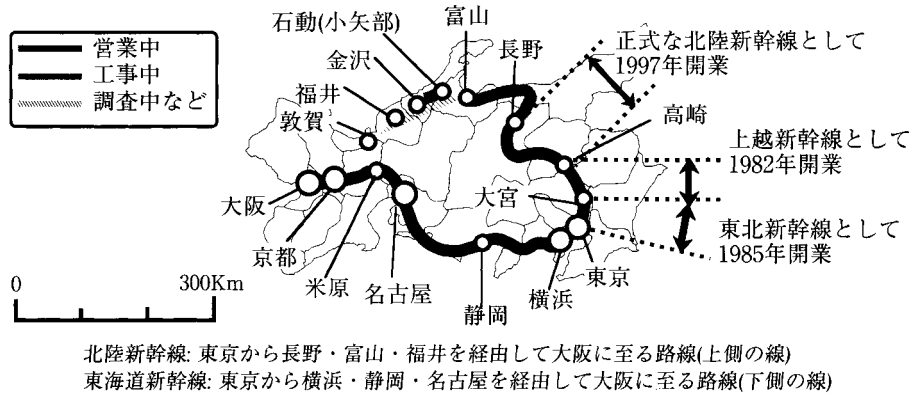 石動(小矢部)
富山
営業中
工事中
調査中など
金沢
長野
福井
敦賀
正式な北陸新幹線として
1997年開業
高崎
上越新幹線として
1982年開業
大阪
大宮
京都
米原
名古屋
静岡
横浜
東京
東北新幹線として
1985年開業
0 300Km
北陸新幹線: 東京から長野・富山・福井を経由して大阪に至る路線(上側の線)
東海道新幹線: 東京から横浜・静岡・名古屋を経由して大阪に至る路線(下側の線)